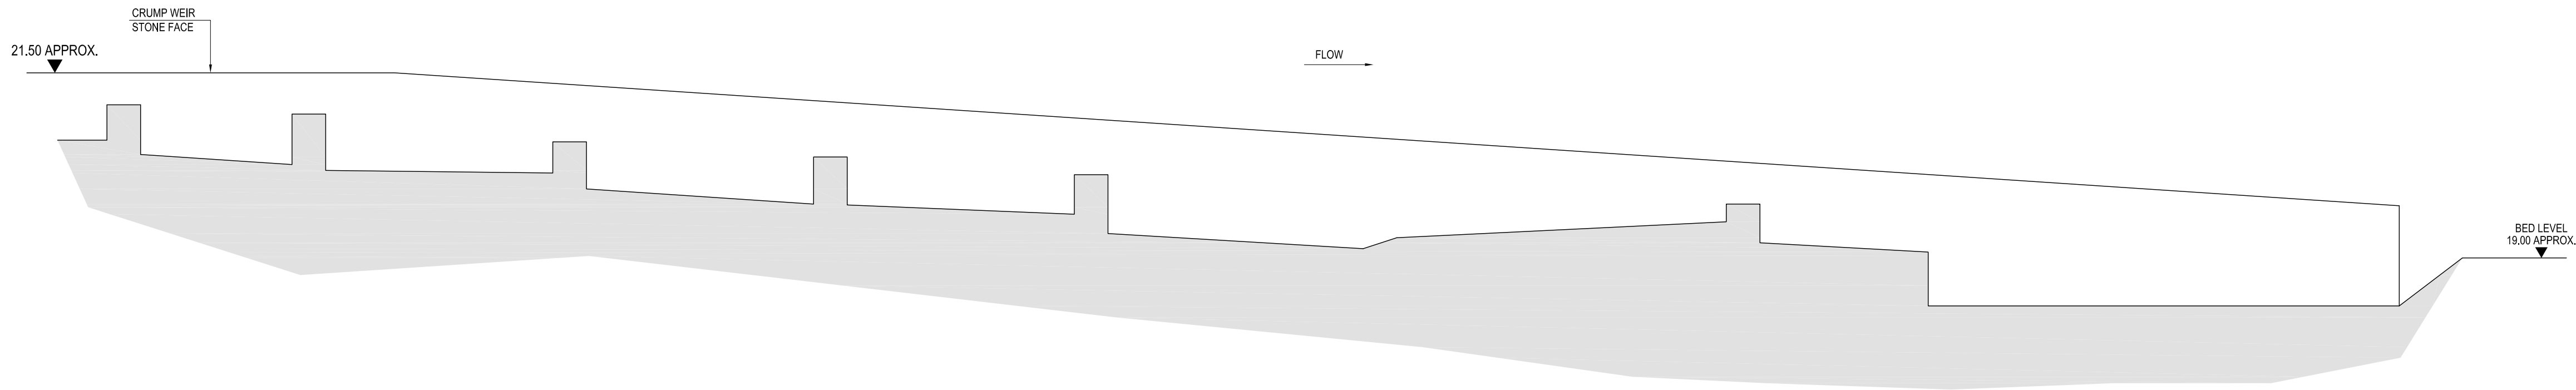 CRUMP WEIR
STONE FACE
21.50 APPROX.
FLOW
BED LEVEL
19.00 APPROX.